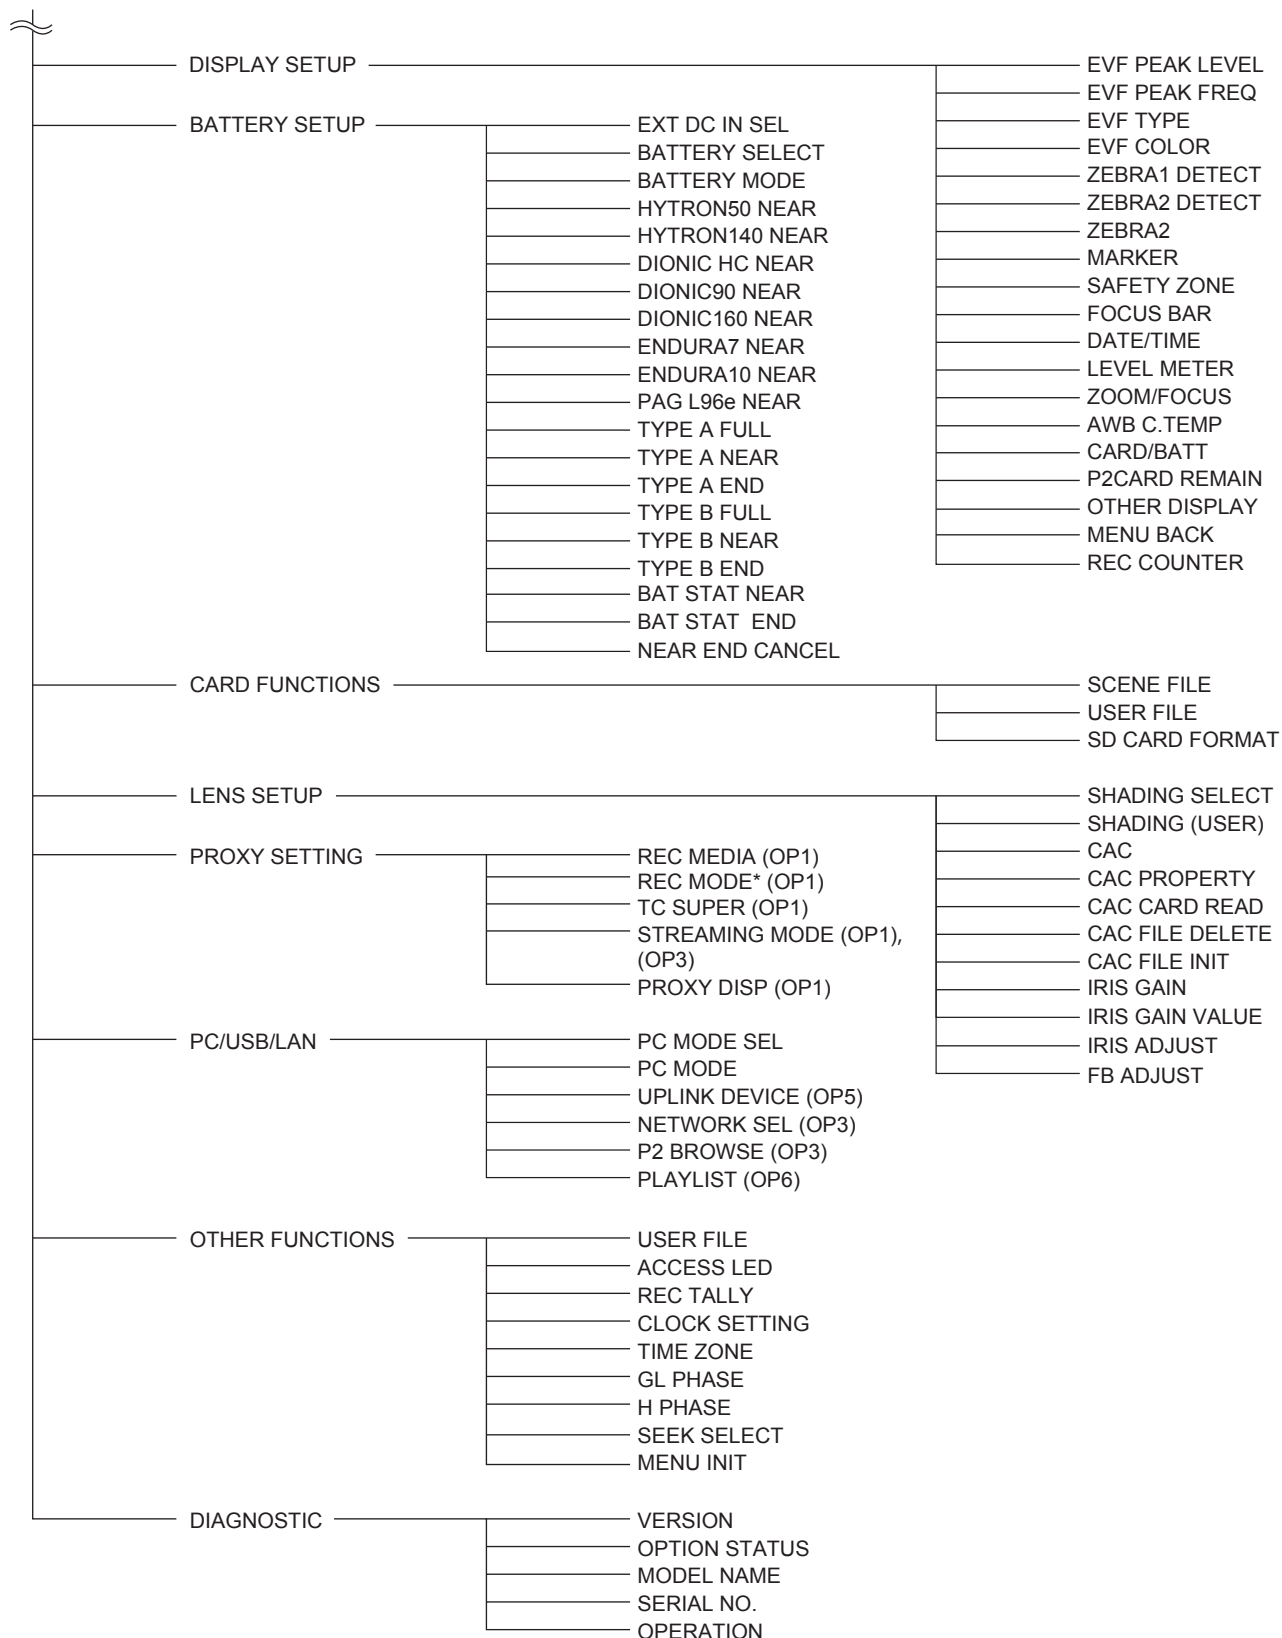 DISPLAY SETUP
EVF PEAK LEVEL
EVF PEAK FREQ
EVF TYPE
EVF COLOR
ZEBRA1 DETECT
ZEBRA2 DETECT
ZEBRA2
MARKER
SAFETY ZONE
FOCUS BAR
DATE/TIME
LEVEL METER
ZOOM/FOCUS
AWB C.TEMP
CARD/BATT
P2CARD REMAIN
OTHER DISPLAY
MENU BACK
REC COUNTER
BATTERY SETUP
EXT DC IN SEL
BATTERY SELECT
BATTERY MODE
HYTRON50 NEAR
HYTRON140 NEAR
DIONIC HC NEAR
DIONIC90 NEAR
DIONIC160 NEAR
ENDURA7 NEAR
ENDURA10 NEAR
PAG L96e NEAR
TYPE A FULL
TYPE A NEAR
TYPE A END
TYPE B FULL
TYPE B NEAR
TYPE B END
BAT STAT NEAR
BAT STAT  END
NEAR END CANCEL
CARD FUNCTIONS
SCENE FILE
USER FILE
SD CARD FORMAT
LENS SETUP
SHADING SELECT
SHADING (USER)
CAC
CAC PROPERTY
CAC CARD READ
CAC FILE DELETE
CAC FILE INIT
IRIS GAIN
IRIS GAIN VALUE
IRIS ADJUST
FB ADJUST
PROXY SETTING
REC MEDIA (OP1)
REC MODE* (OP1)
TC SUPER (OP1)
STREAMING MODE (OP1),
(OP3)
PROXY DISP (OP1)
PC/USB/LAN
PC MODE SEL
PC MODE
UPLINK DEVICE (OP5)
NETWORK SEL (OP3)
P2 BROWSE (OP3)
PLAYLIST (OP6)
OTHER FUNCTIONS
USER FILE
ACCESS LED
REC TALLY
CLOCK SETTING
TIME ZONE
GL PHASE
H PHASE
SEEK SELECT
MENU INIT
DIAGNOSTIC
VERSION
OPTION STATUS
MODEL NAME
SERIAL NO.
OPERATION